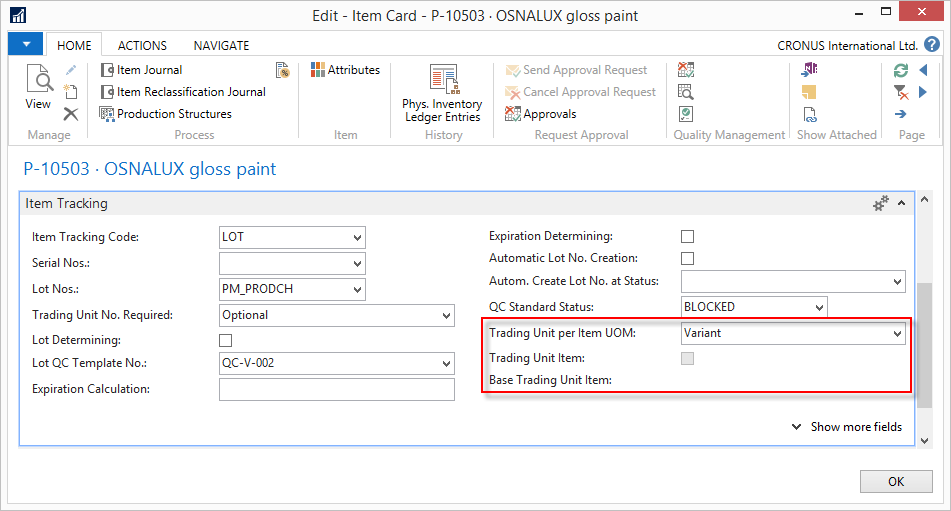 Edit - Item Card - P-10503 · OSNALUX gloss paint
HOME ACTIONS NAVIGATE CRONUS International Ltd. ?
View
Manage
Item Journal
Item Reclassification Journal
Production Structures
Process
Attributes
Item
Phys. Inventory
Ledger Entries
History
Send Approval Request
Cancel Approval Request
Approvals
Request Approval
Quality Management
Show Attached
Page
P-10503 · OSNALUX gloss paint
Item Tracking
Item Tracking Code: LOT
Serial Nos.:
Lot Nos.: PM_PRODCH
Trading Unit No. Required: Optional
Lot Determining:
Lot QC Template No.: QC-V-002
Expiration Calculation:
Expiration Determining:
Automatic Lot No. Creation:
Autom. Create Lot No. at Status:
QC Standard Status: BLOCKED
Trading Unit per Item UOM: Variant
Trading Unit Item:
Base Trading Unit Item:
Show more fields
OK